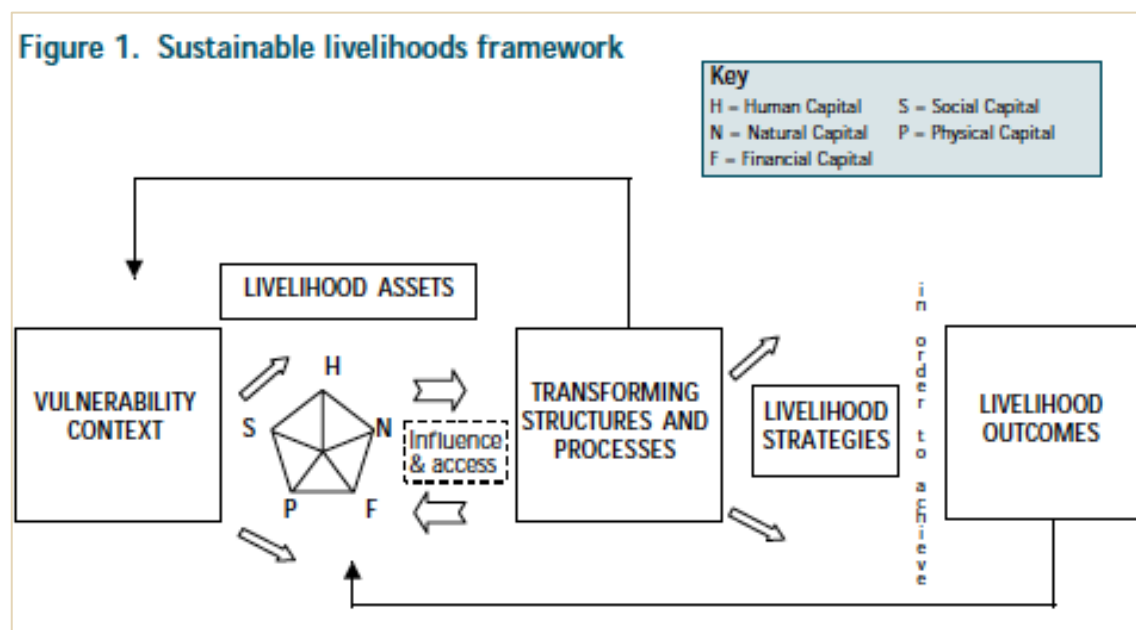 Figure 1. Sustainable livelihoods framework
Key
H – Human Capital S – Social Capital
N – Natural Capital P – Physical Capital
F – Financial Capital
LIVELIHOOD ASSETS
VULNERABILITY
CONTEXT
H
S
N
P
F
Influence
& access
TRANSFORMING
STRUCTURES AND
PROCESSES
LIVELIHOOD
STRATEGIES
in order to achieve
LIVELIHOOD
OUTCOMES